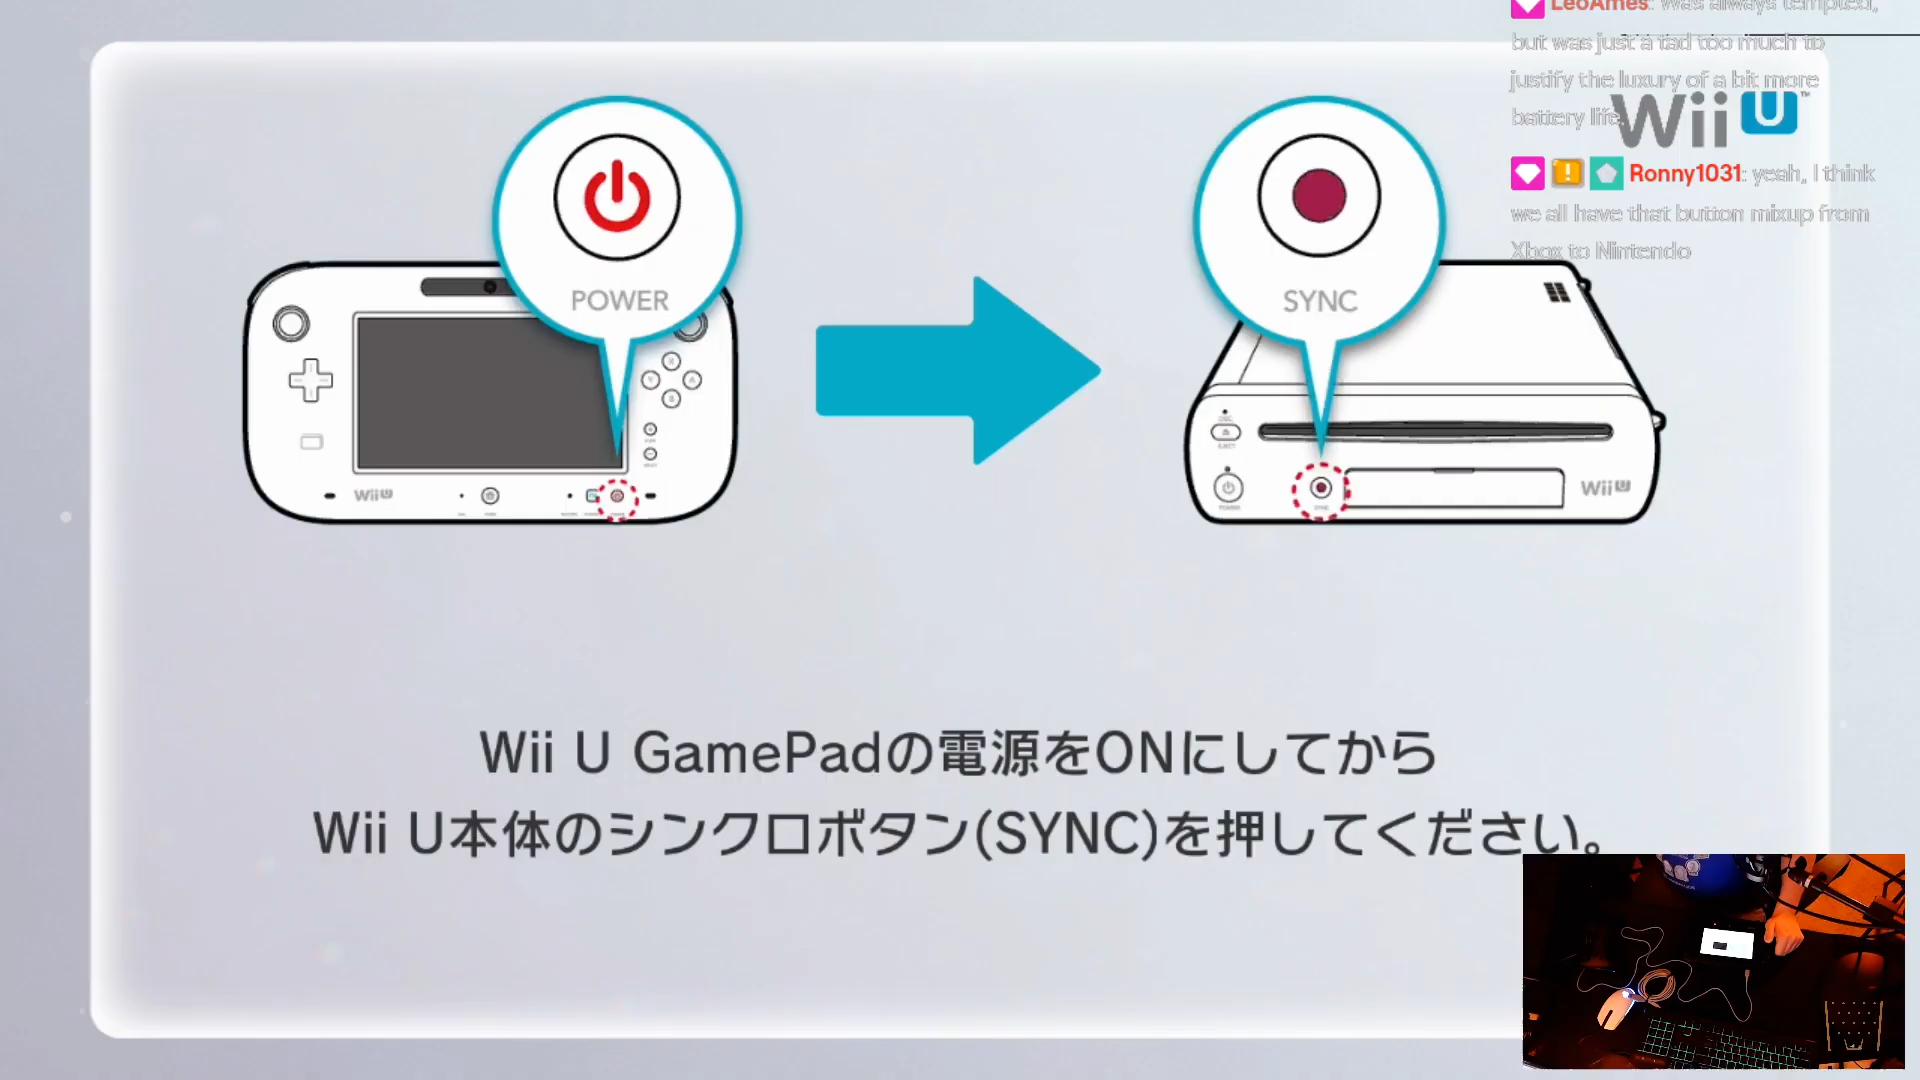 LeoAmes: Was always tempted,
but was just a tad too much to
justify the luxury of a bit more
battery life.
Wii U™
Ronny1031: yeah, I think
we all have that button mixup from
Xbox to Nintendo
POWER
SYNC
Wii U
EJECT
POWER
SYNC
Wii U
Wii U GamePadの電源をONにしてから
Wii U本体のシンクロボタン(SYNC)を押してください。